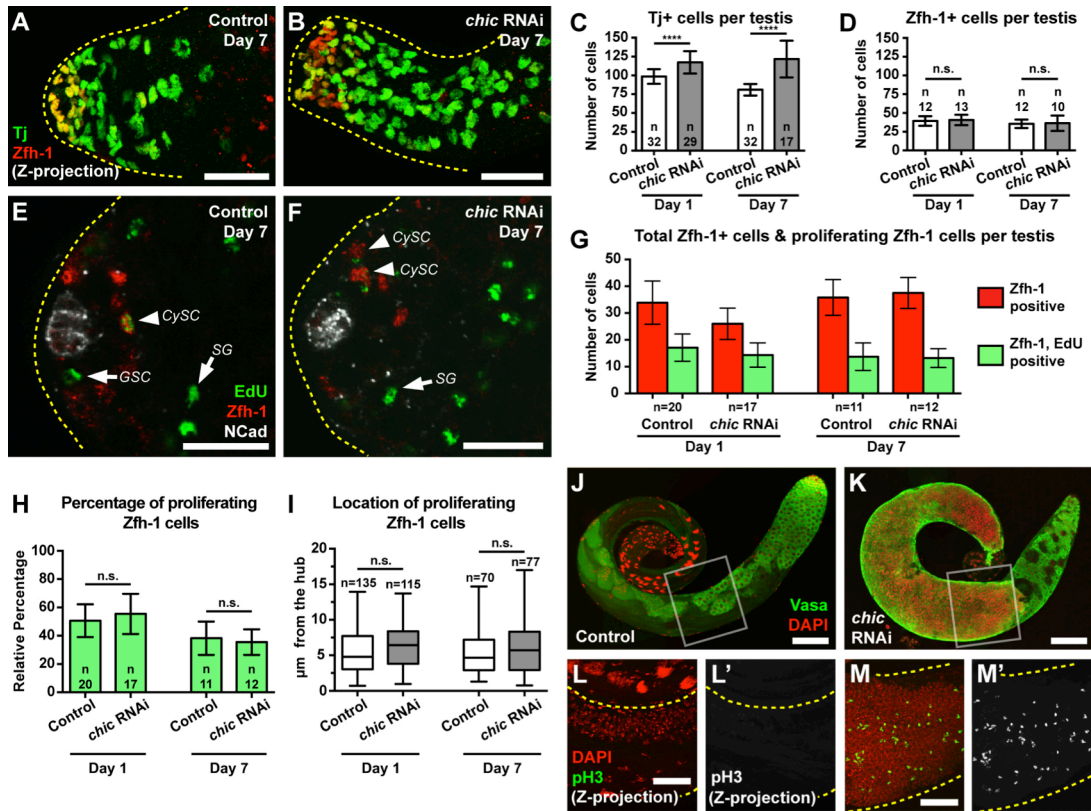 A
Control
Day 7
Tj
Zfh-1
(Z-projection)
B
chic RNAi
Day 7
C
Tj+ cells per testis
Number of cells
150
125
100
75
50
25
0
****
****
n
32
n
29
n
32
n
17
Control
chic RNAi
Control
chic RNAi
Day 1
Day 7
D
Zfh-1+ cells per testis
Number of cells
150
125
100
75
50
25
0
n.s.
n.s.
n
12
n
13
n
12
n
10
Control
chic RNAi
Control
chic RNAi
Day 1
Day 7
E
Control
Day 7
CySC
SG
GSC
EdU
Zfh-1
NCad
F
chic RNAi
Day 7
CySC
CySC
SG
G
Total Zfh-1+ cells & proliferating Zfh-1 cells per testis
Number of cells
60
50
40
30
20
10
0
Zfh-1
positive
Zfh-1, EdU
positive
n=20
n=17
n=11
n=12
Control
chic RNAi
Control
chic RNAi
Day 1
Day 7
H
Percentage of proliferating
Zfh-1 cells
Relative Percentage
100
80
60
40
20
0
n.s.
n.s.
n
20
n
17
n
11
n
12
Control
chic RNAi
Control
chic RNAi
Day 1
Day 7
I
Location of proliferating
Zfh-1 cells
µm from the hub
20
15
10
5
0
n.s.
n.s.
n=135
n=115
n=70
n=77
Control
chic RNAi
Control
chic RNAi
Day 1
Day 7
J
Control
Vasa
DAPI
K
chic
RNAi
L
DAPI
pH3
(Z-projection)
L'
pH3
(Z-projection)
M
M'